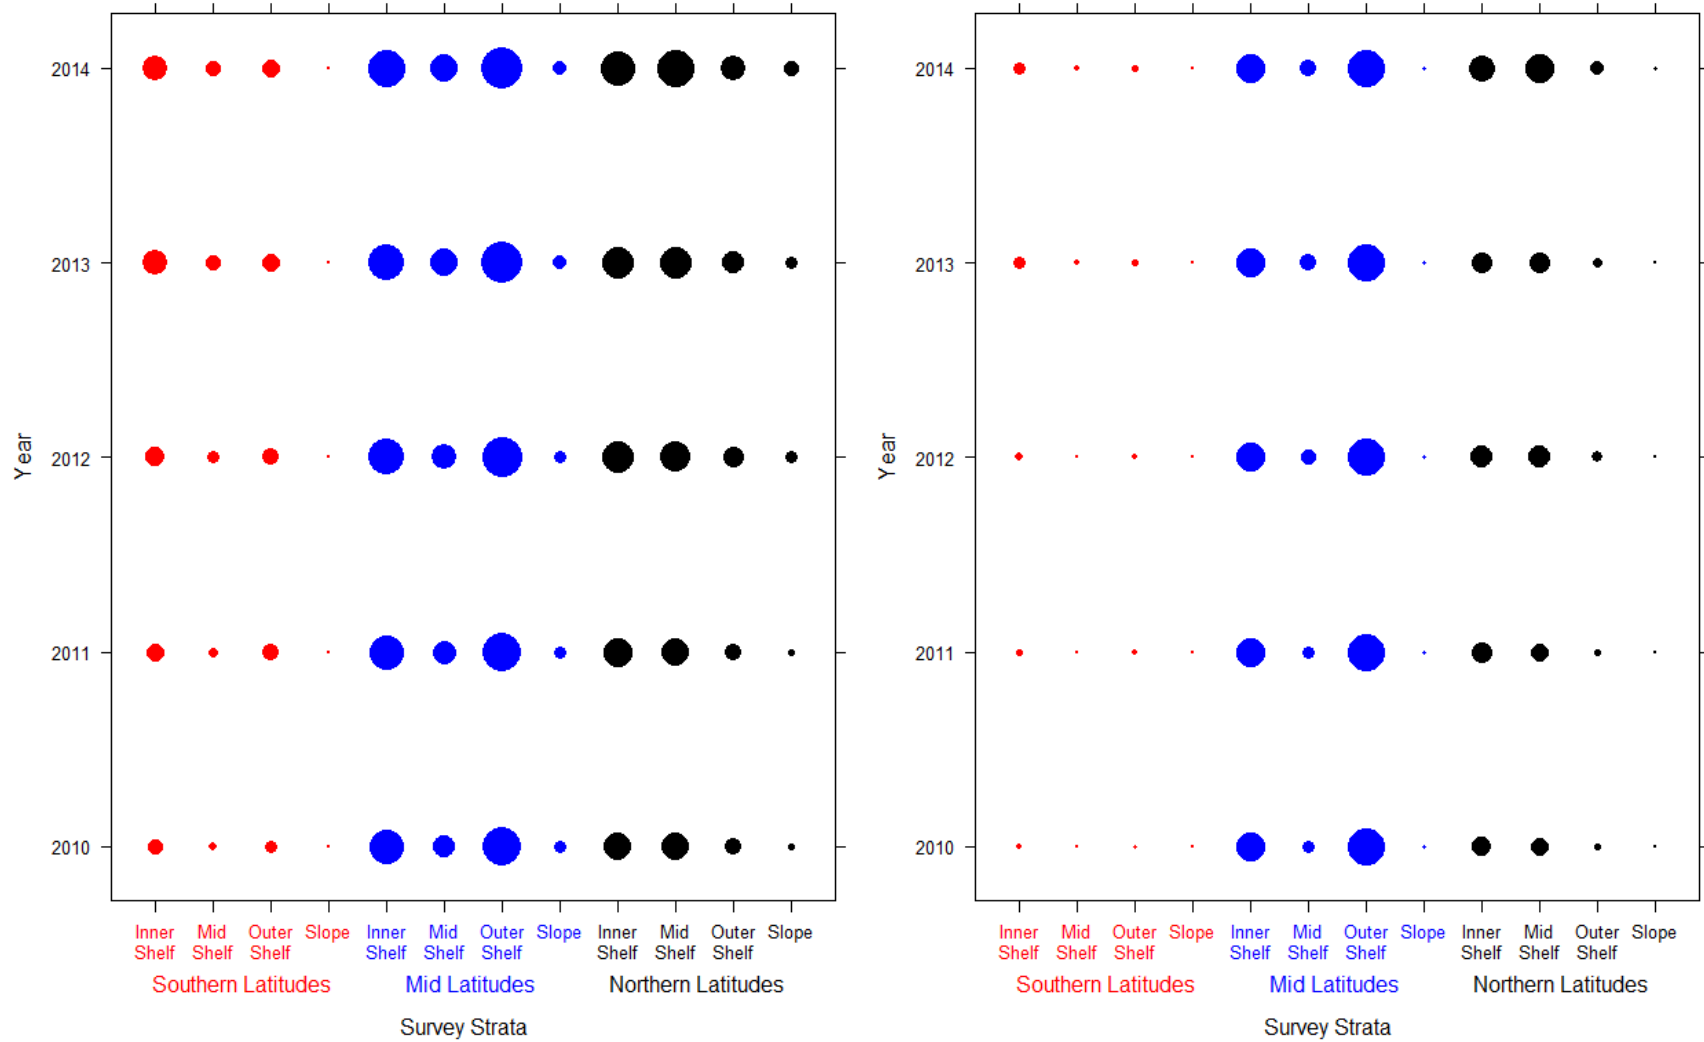 2014
2013
2012
2011
2010
Year
Inner Mid Outer Slope Inner Mid Outer Slope Inner Mid Outer Slope
Shelf Shelf Shelf Shelf Shelf Shelf Shelf Shelf Shelf
Southern Latitudes Mid Latitudes Northern Latitudes
Survey Strata
2014
2013
2012
2011
2010
Year
Inner Mid Outer Slope Inner Mid Outer Slope Inner Mid Outer Slope
Shelf Shelf Shelf Shelf Shelf Shelf Shelf Shelf Shelf
Southern Latitudes Mid Latitudes Northern Latitudes
Survey Strata